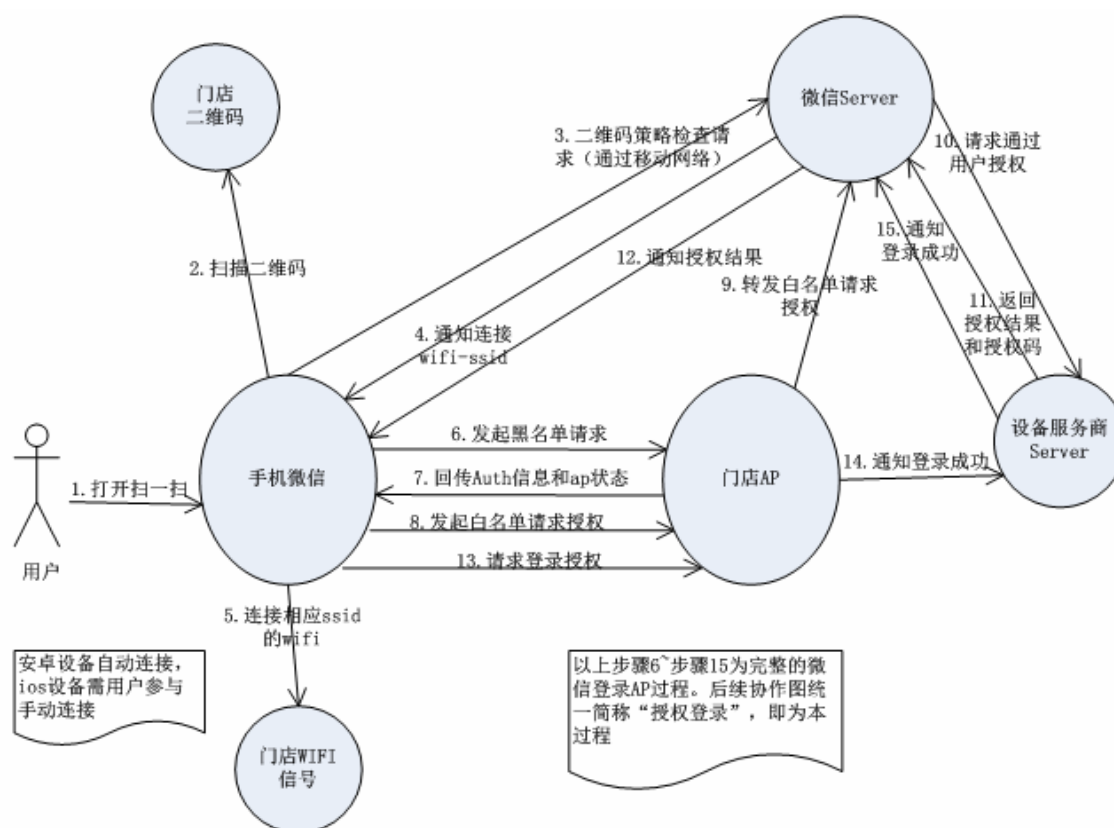 门店
二维码
微信Server
3.二维码策略检查请
求（通过移动网络）
10.请求通过
用户授权
2.扫描二维码
12.通知授权结果
15.通知
登录成功
9.转发白名单请求
授权
11.返回
授权结果
和授权码
4.通知连接
wifi-ssid
6.发起黑名单请求
设备服务商
Server
手机微信
7.回传Auth信息和ap状态
门店AP
14.通知登录成功
1.打开扫一扫
8.发起白名单请求授权
13.请求登录授权
用户
5.连接相应ssid
的wifi
安卓设备自动连接，
ios设备需用户参与
手动连接
以上步骤6~步骤15为完整的微
信登录AP过程。后续协作图统
一简称“授权登录”，即为本
过程
门店WIFI
信号